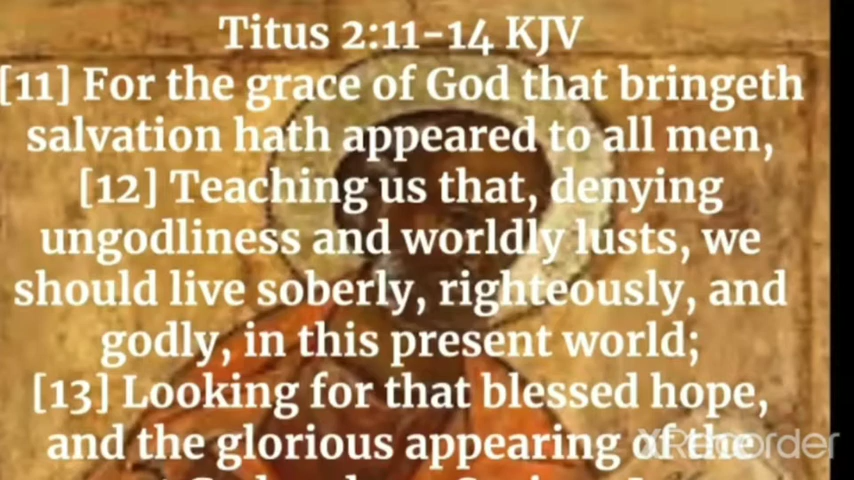 Titus 2:11-14 KJV
[11] For the grace of God that bringeth
salvation hath appeared to all men,
[12] Teaching us that, denying
ungodliness and worldly lusts, we
should live soberly, righteously, and
godly, in this present world;
[13] Looking for that blessed hope,
and the glorious appearing of the
XRecorder